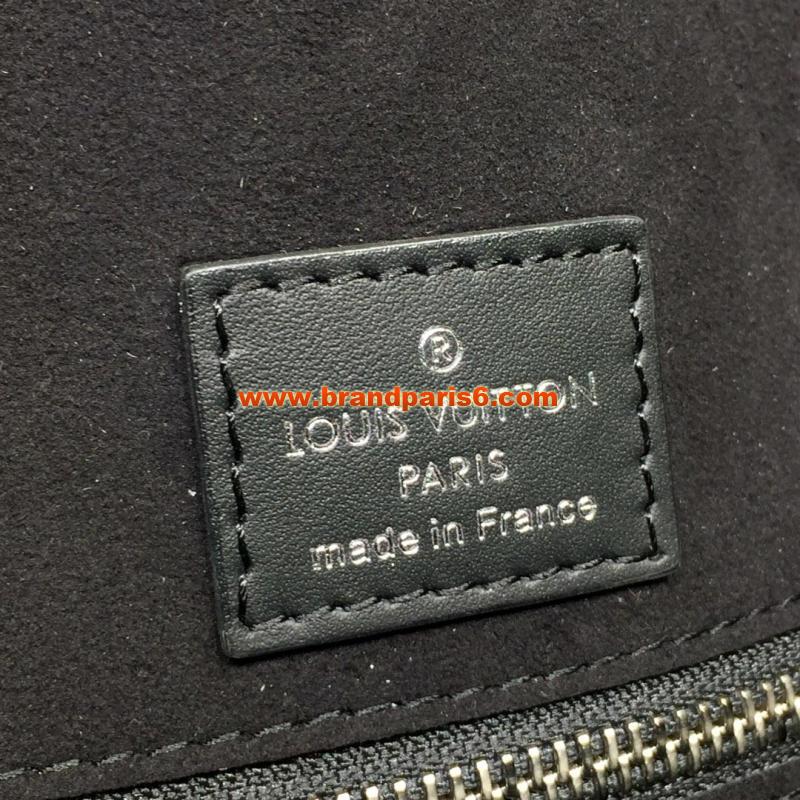 ®
www.brandparis6.com
LOUIS VUITTON
PARIS
made in France